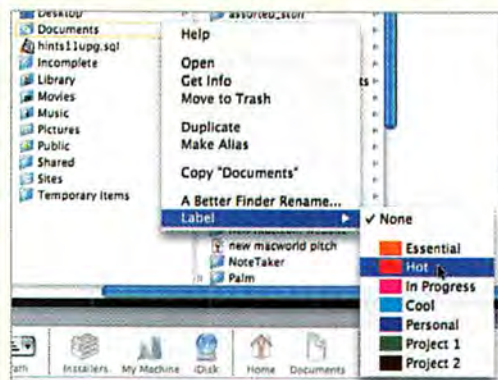 Desktop
Documents
hints11upg.sql
Incomplete
Library
Movies
Music
Pictures
Public
Shared
Sites
Temporary Items
assorted_stuff
Help
Open
Get Info
Move to Trash
Duplicate
Make Alias
Copy "Documents"
A Better Finder Rename...
Label
new macworld pitch
NoteTaker
Palm
✓ None
Essential
Hot
In Progress
Cool
Personal
Project 1
Project 2
Path
Installers
My Machine
iDisk
Home
Documents